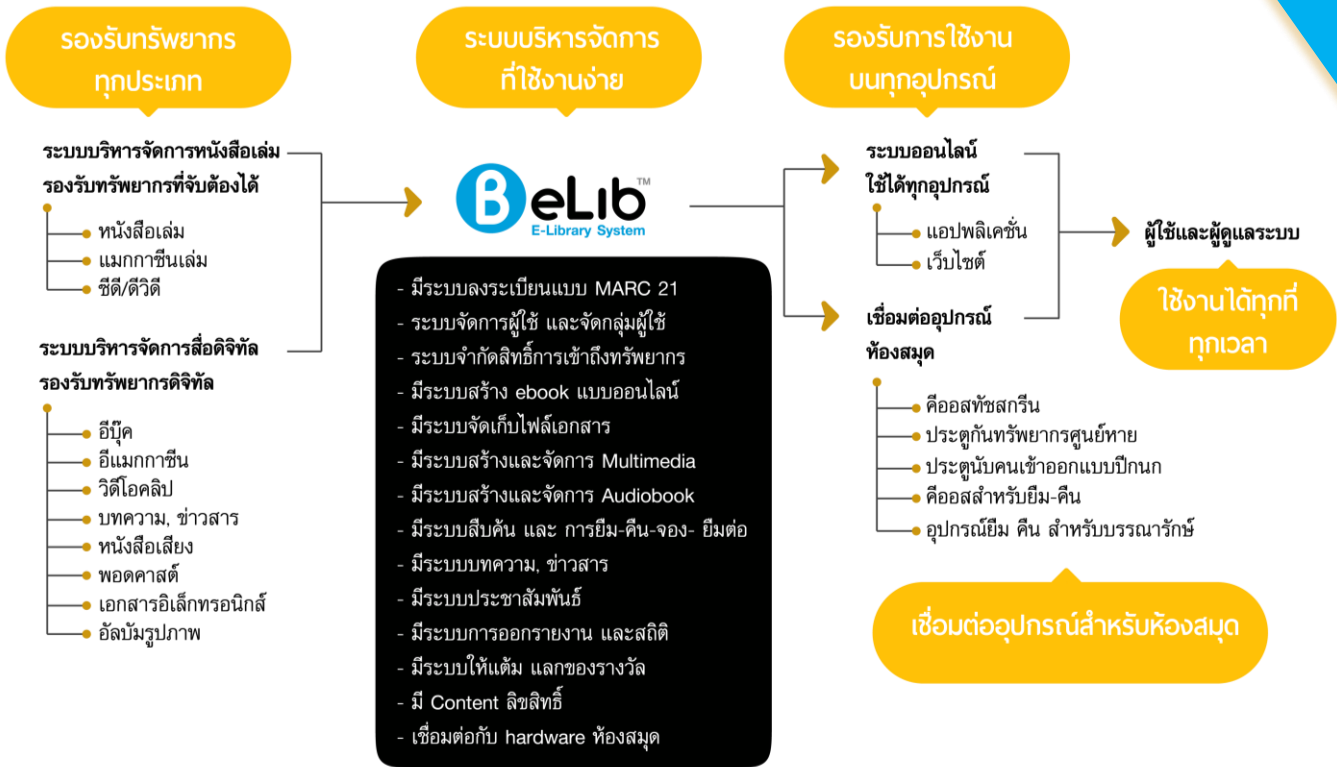 รองรับทรัพยากร
ทุกประเภท
ระบบบริหารจัดการหนังสือเล่ม
รองรับทรัพยากรที่จับต้องได้
หนังสือเล่ม
แมกกาซีนเล่ม
ซีดี/ดีวิดี
ระบบบริหารจัดการสื่อดิจิทัล
รองรับทรัพยากรดิจิทัล
อีบุ๊ค
อีแมกกาซีน
วิดีโอคลิป
บทความ, ข่าวสาร
หนังสือเสียง
พอดคาสต์
เอกสารอิเล็กทรอนิกส์
อัลบัมรูปภาพ
ระบบบริหารจัดการ
ที่ใช้งานง่าย
BeLib™
E-Library System
- มีระบบลงระเบียนแบบ MARC 21
- ระบบจัดการผู้ใช้ และจัดกลุ่มผู้ใช้
- ระบบจำกัดสิทธิ์การเข้าถึงทรัพยากร
- มีระบบสร้าง ebook แบบออนไลน์
- มีระบบจัดเก็บไฟล์เอกสาร
- มีระบบสร้างและจัดการ Multimedia
- มีระบบสร้างและจัดการ Audiobook
- มีระบบสืบค้น และ การยืม-คืน-จอง- ยืมต่อ
- มีระบบบทความ, ข่าวสาร
- มีระบบประชาสัมพันธ์
- มีระบบการออกรายงาน และสถิติ
- มีระบบให้แต้ม แลกของรางวัล
- มี Content ลิขสิทธิ์
- เชื่อมต่อกับ hardware ห้องสมุด
รองรับการใช้งาน
บนทุกอุปกรณ์
ระบบออนไลน์
ใช้ได้ทุกอุปกรณ์
แอปพลิเคชั่น
เว็บไซต์
เชื่อมต่ออุปกรณ์
ห้องสมุด
คีออสทัชสกรีน
ประตูกันทรัพยากรศูนย์หาย
ประตูนับคนเข้าออกแบบปีกนก
คีออสสำหรับยืม-คืน
อุปกรณ์ยืม คืน สำหรับบรรณารักษ์
เชื่อมต่ออุปกรณ์สำหรับห้องสมุด
ผู้ใช้และผู้ดูแลระบบ
ใช้งานได้ทุกที่
ทุกเวลา